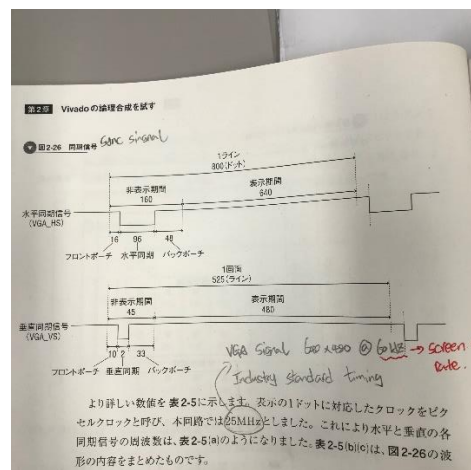 第2章 Vivadoの論理合成を試す
図2-26 同期信号 Sync signal
1ライン
800(ドット)
非表示期間
160
表示期間
640
水平同期信号
(VGA_HS)
16 96 48
フロントポーチ 水平同期 バックポーチ
1画面
525(ライン)
非表示期間
45
表示期間
480
垂直同期信号
(VGA_VS)
10 2 33
フロントポーチ 垂直同期 バックポーチ
VGA signal 640 x480 @ 60 HZ → screen
rate.
Industry standard timing
より詳しい数値を表2-5に示します。表示の1ドットに対応したクロックをピク
セルクロックと呼び、本回路では25MHzとしました。これにより水平と垂直の各
同期信号の周波数は、表2-5(a)のようになりました。表2-5(b)(c)は、図2-26の波
形の内容をまとめたものです。